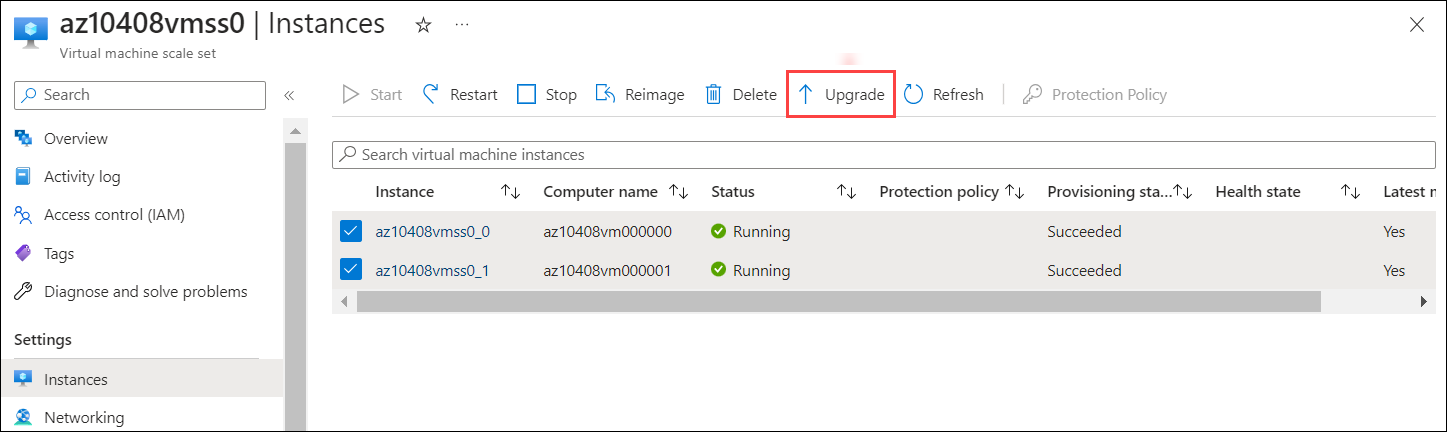 az10408vmss0 | Instances ☆ ···
Virtual machine scale set
Search «
Start Restart Stop Reimage Delete Upgrade Refresh Protection Policy
Overview
Activity log
Access control (IAM)
Tags
Diagnose and solve problems
Settings
Instances
Networking
Search virtual machine instances
Instance ↑↓ Computer name ↑↓ Status ↑↓ Protection policy ↑↓ Provisioning sta...↑↓ Health state ↑↓ Latest
az10408vmss0_0 az10408vm000000 Running Succeeded Yes
az10408vmss0_1 az10408vm000001 Running Succeeded Yes